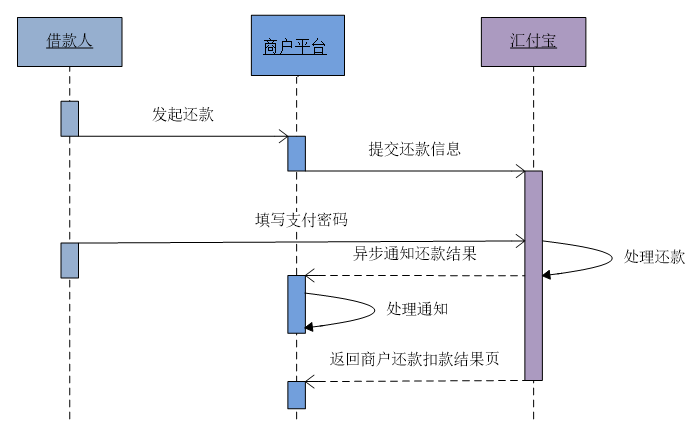 借款人
商户平台
汇付宝
发起还款
提交还款信息
填写支付密码
异步通知还款结果
处理还款
处理通知
返回商户还款扣款结果页